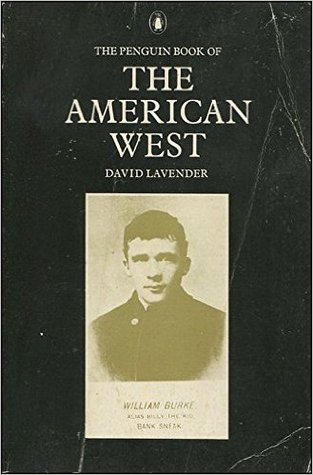 THE PENGUIN BOOK OF
THE
AMERICAN
WEST
DAVID LAVENDER
WILLIAM BURKE,
ALIAS BILLY THE KID,
BANK SNEAK.